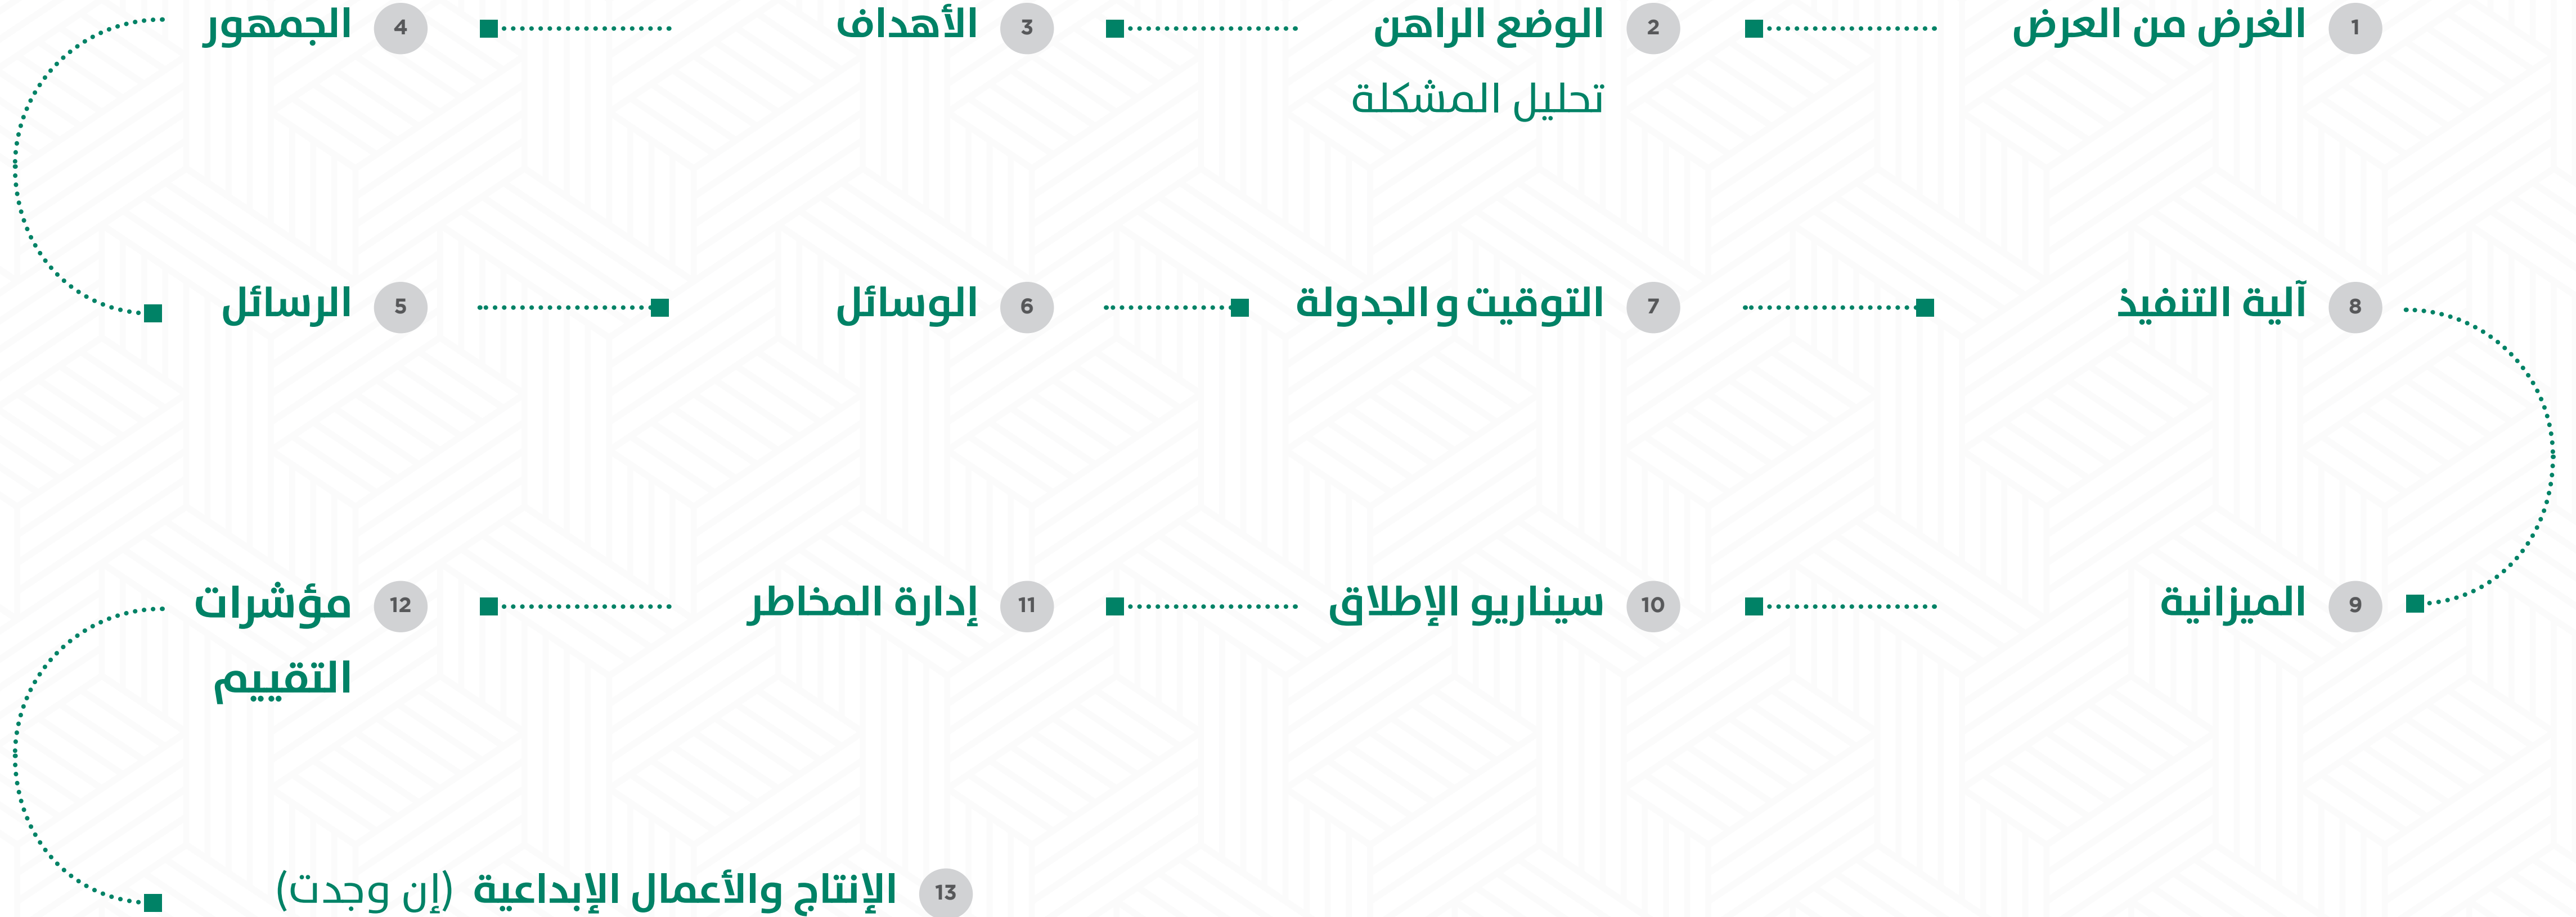 1 الغرض من العرض
2 الوضع الراهن
تحليل المشكلة
3 الأهداف
4 الجمهور
5 الرسائل
6 الوسائل
7 التوقيت و الجدولة
8 آلية التنفيذ
9 الميزانية
10 سيناريو الإطلاق
11 إدارة المخاطر
12 مؤشرات
التقييم
13 الإنتاج والأعمال الإبداعية (إن وجدت)